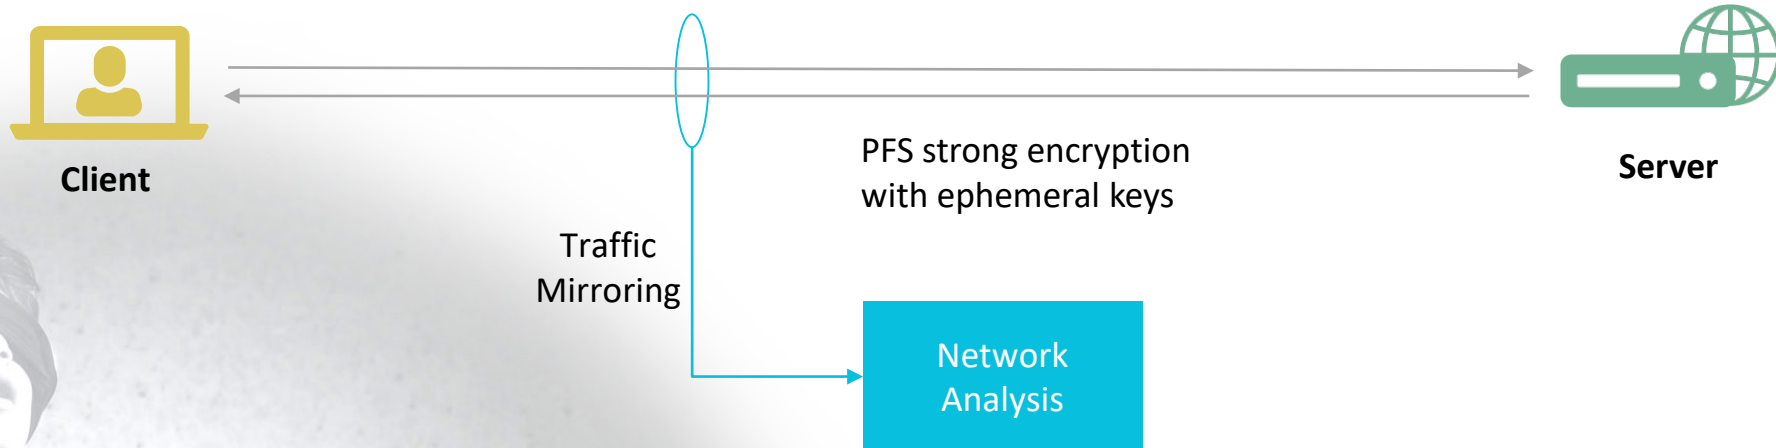 Client
PFS strong encryption
with ephemeral keys
Server
Traffic
Mirroring
Network
Analysis